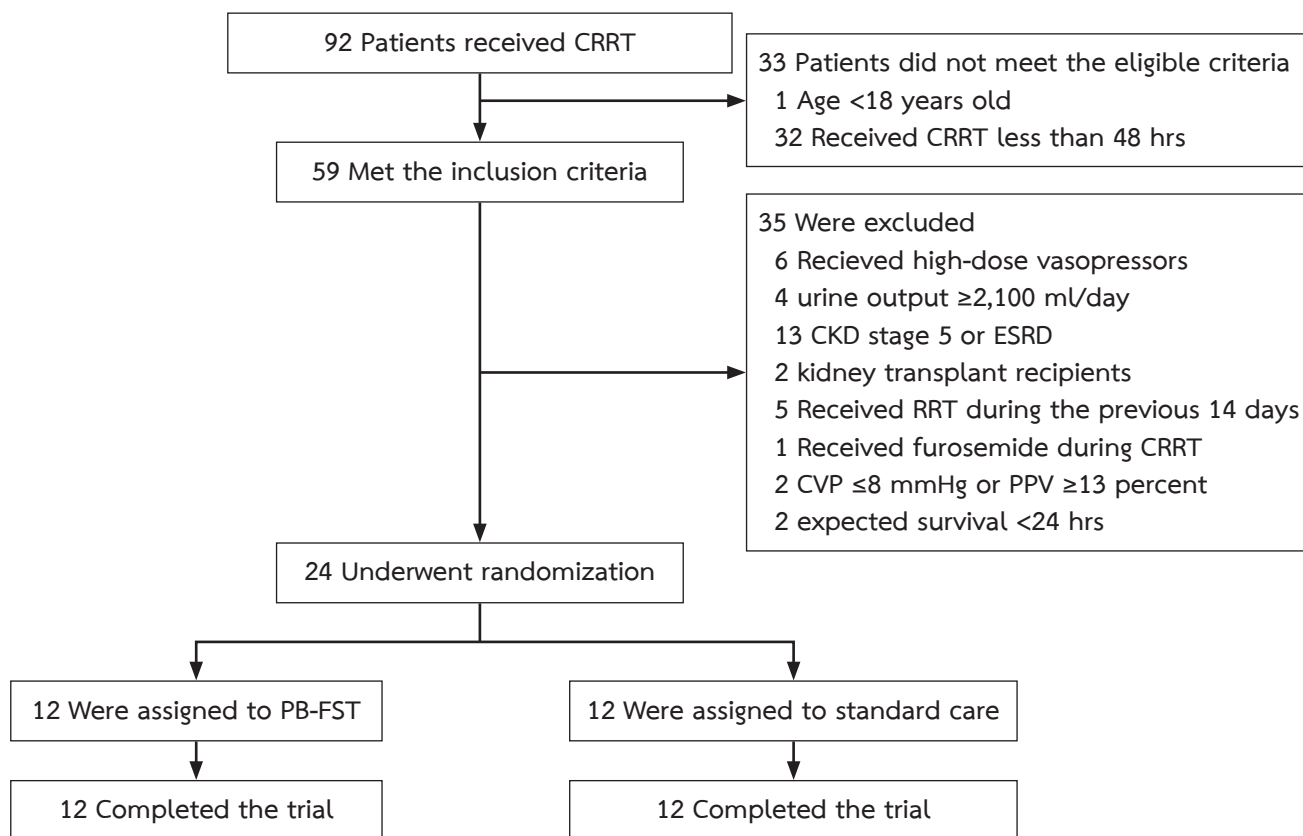 92 Patients received CRRT
33 Patients did not meet the eligible criteria
1 Age <18 years old
32 Received CRRT less than 48 hrs
59 Met the inclusion criteria
35 Were excluded
6 Recieved high-dose vasopressors
4 urine output ≥2,100 ml/day
13 CKD stage 5 or ESRD
2 kidney transplant recipients
5 Received RRT during the previous 14 days
1 Received furosemide during CRRT
2 CVP ≤8 mmHg or PPV ≥13 percent
2 expected survival <24 hrs
24 Underwent randomization
12 Were assigned to PB-FST
12 Were assigned to standard care
12 Completed the trial
12 Completed the trial